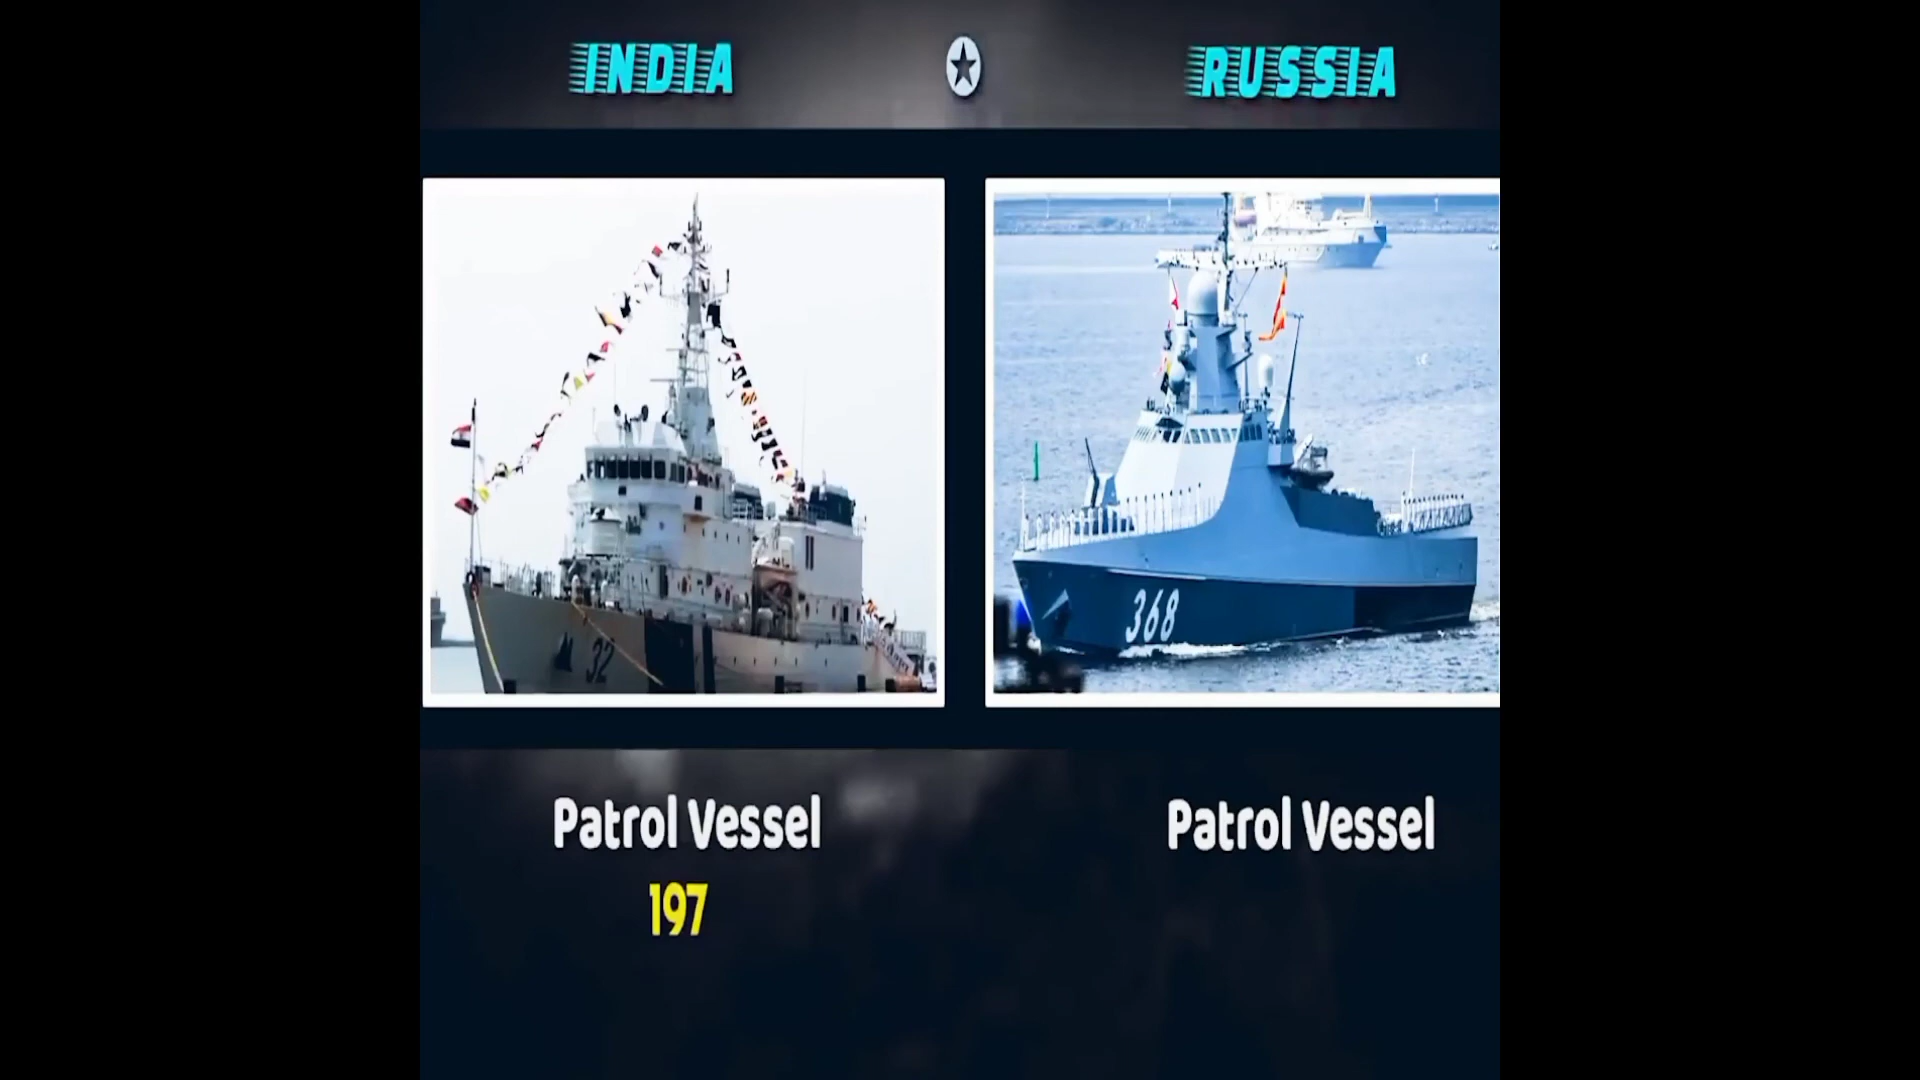 INDIA
RUSSIA
32
368
Patrol Vessel
Patrol Vessel
197